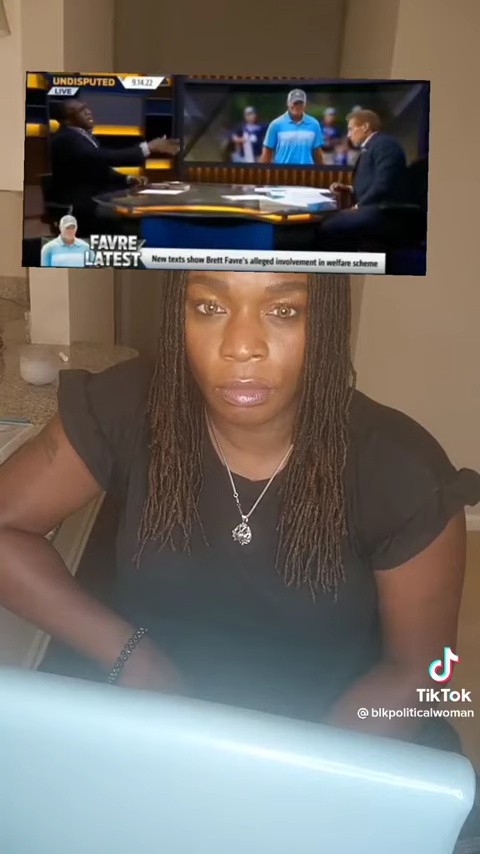 UNDISPUTED
9.14.22
LIVE
FAVRE
LATEST
New texts show Brett Favre's alleged involvement in welfare scheme
TikTok
@ blkpoliticalwoman